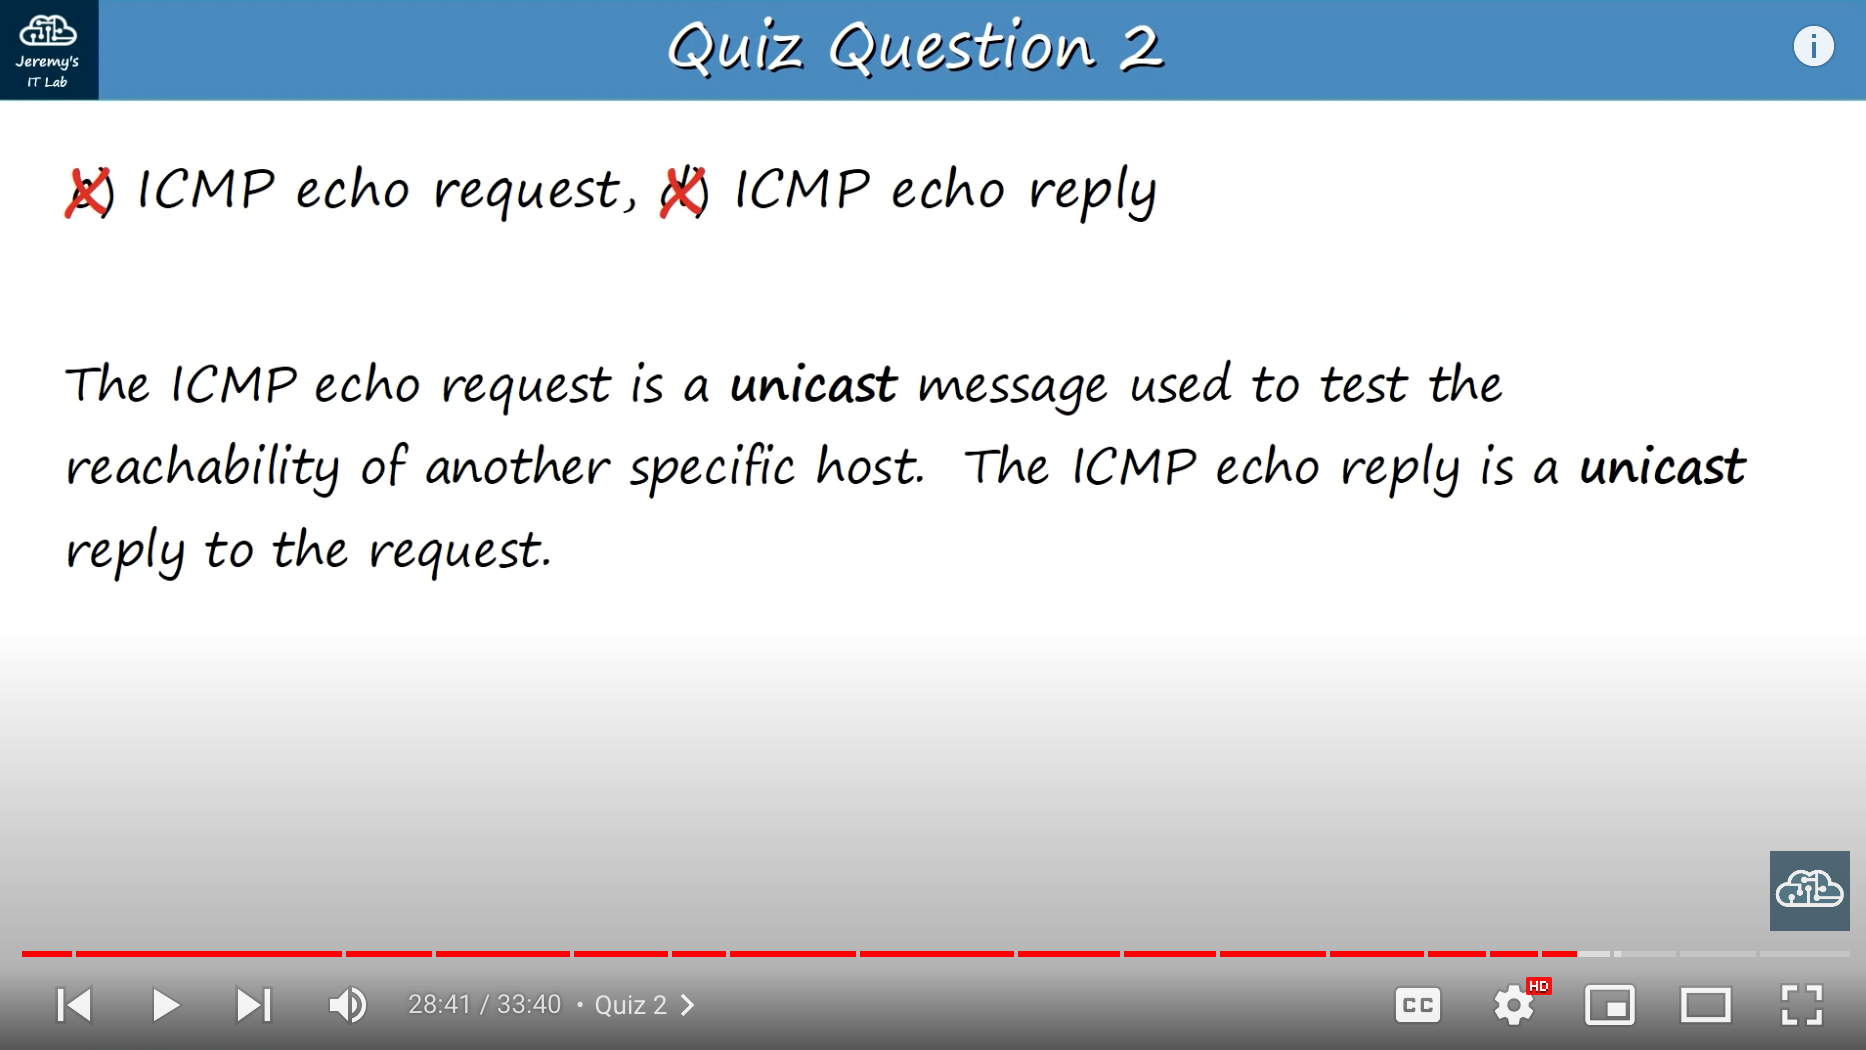 Jeremy's
IT Lab
Quiz Question 2
ICMP echo request, d) ICMP echo reply
The ICMP echo request is a unicast message used to test the
reachability of another specific host. The ICMP echo reply is a unicast
reply to the request.
28:41 / 33:40 • Quiz 2
CC
HD